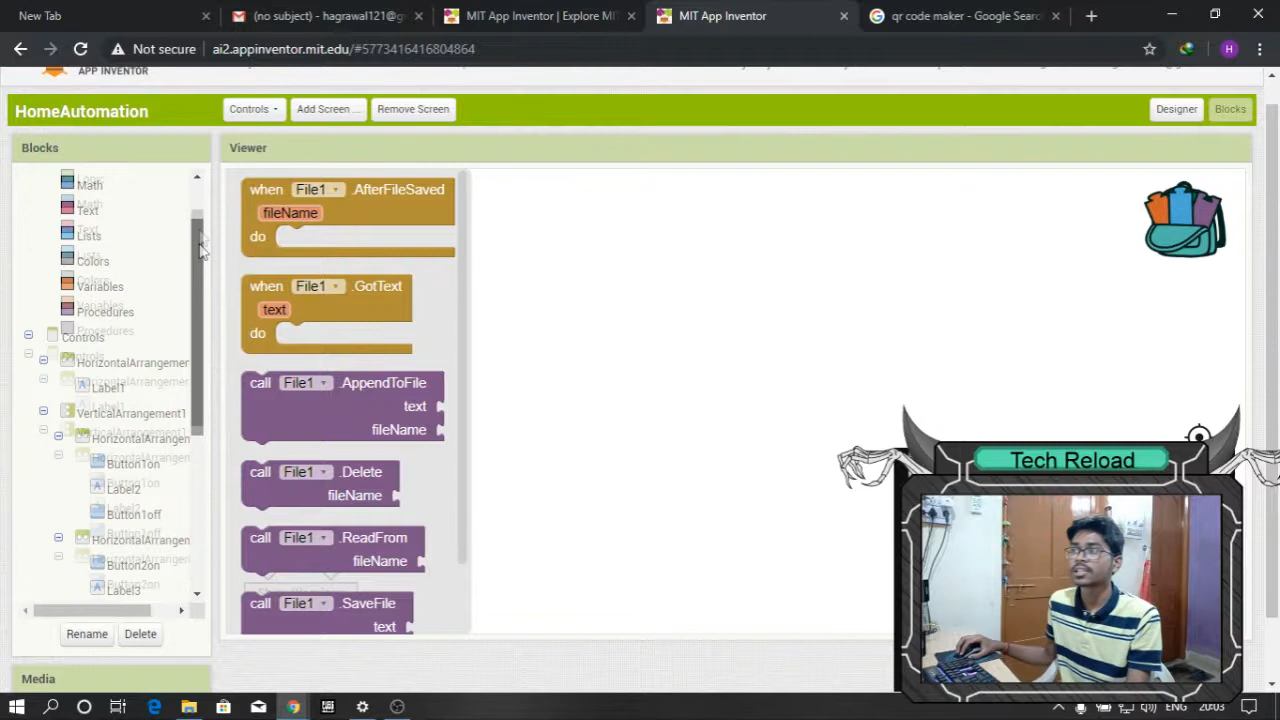 New Tab
(no subject) - hagrawal121@g
MIT App Inventor | Explore MIT
MIT App Inventor
qr code maker - Google Searc
Not secure
ai2.appinventor.mit.edu/#5773416416804864
H
APP INVENTOR
HomeAutomation
Controls
Add Screen ...
Remove Screen
Designer
Blocks
Blocks
Viewer
Math
Text
Lists
Colors
Variables
Procedures
Controls
HorizontalArrangemer
Label1
VerticalArrangement1
HorizontalArrangen
Button1on
Label2
Button1off
HorizontalArrangen
Button2on
Label3
Rename
Delete
Media
when File1 .AfterFileSaved
fileName
do
when File1 .GotText
text
do
call File1 .AppendToFile
text
fileName
call File1 .Delete
fileName
call File1 .ReadFrom
fileName
call File1 .SaveFile
text
Tech Reload
ENG
20:03